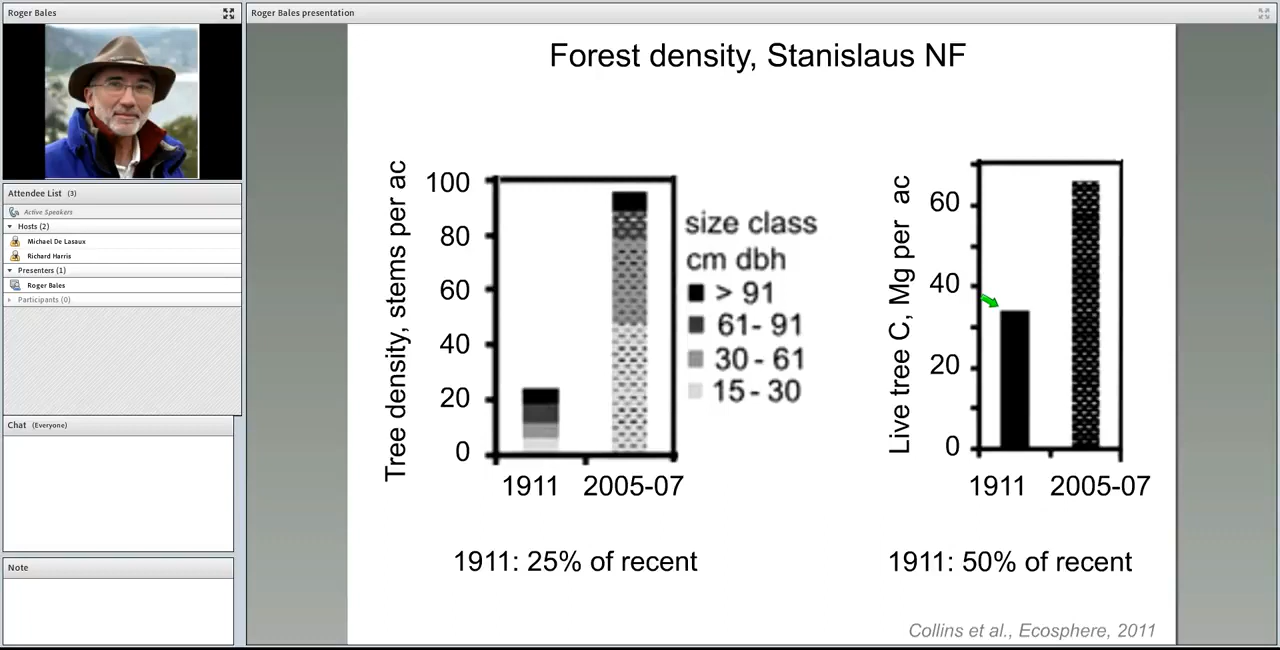 Roger Bales
Attendee List (3)
Active Speakers
Hosts (2)
Michael De Lasaux
Richard Harris
Presenters (1)
Roger Bales
Participants (0)
Chat (Everyone)
Note
Roger Bales presentation
Forest density, Stanislaus NF
Tree density, stems per ac
100
80
60
40
20
0
1911 2005-07
size class
cm dbh
> 91
61- 91
30 - 61
15 - 30
Live tree C, Mg per ac
60
40
20
0
1911 2005-07
1911: 25% of recent
1911: 50% of recent
Collins et al., Ecosphere, 2011